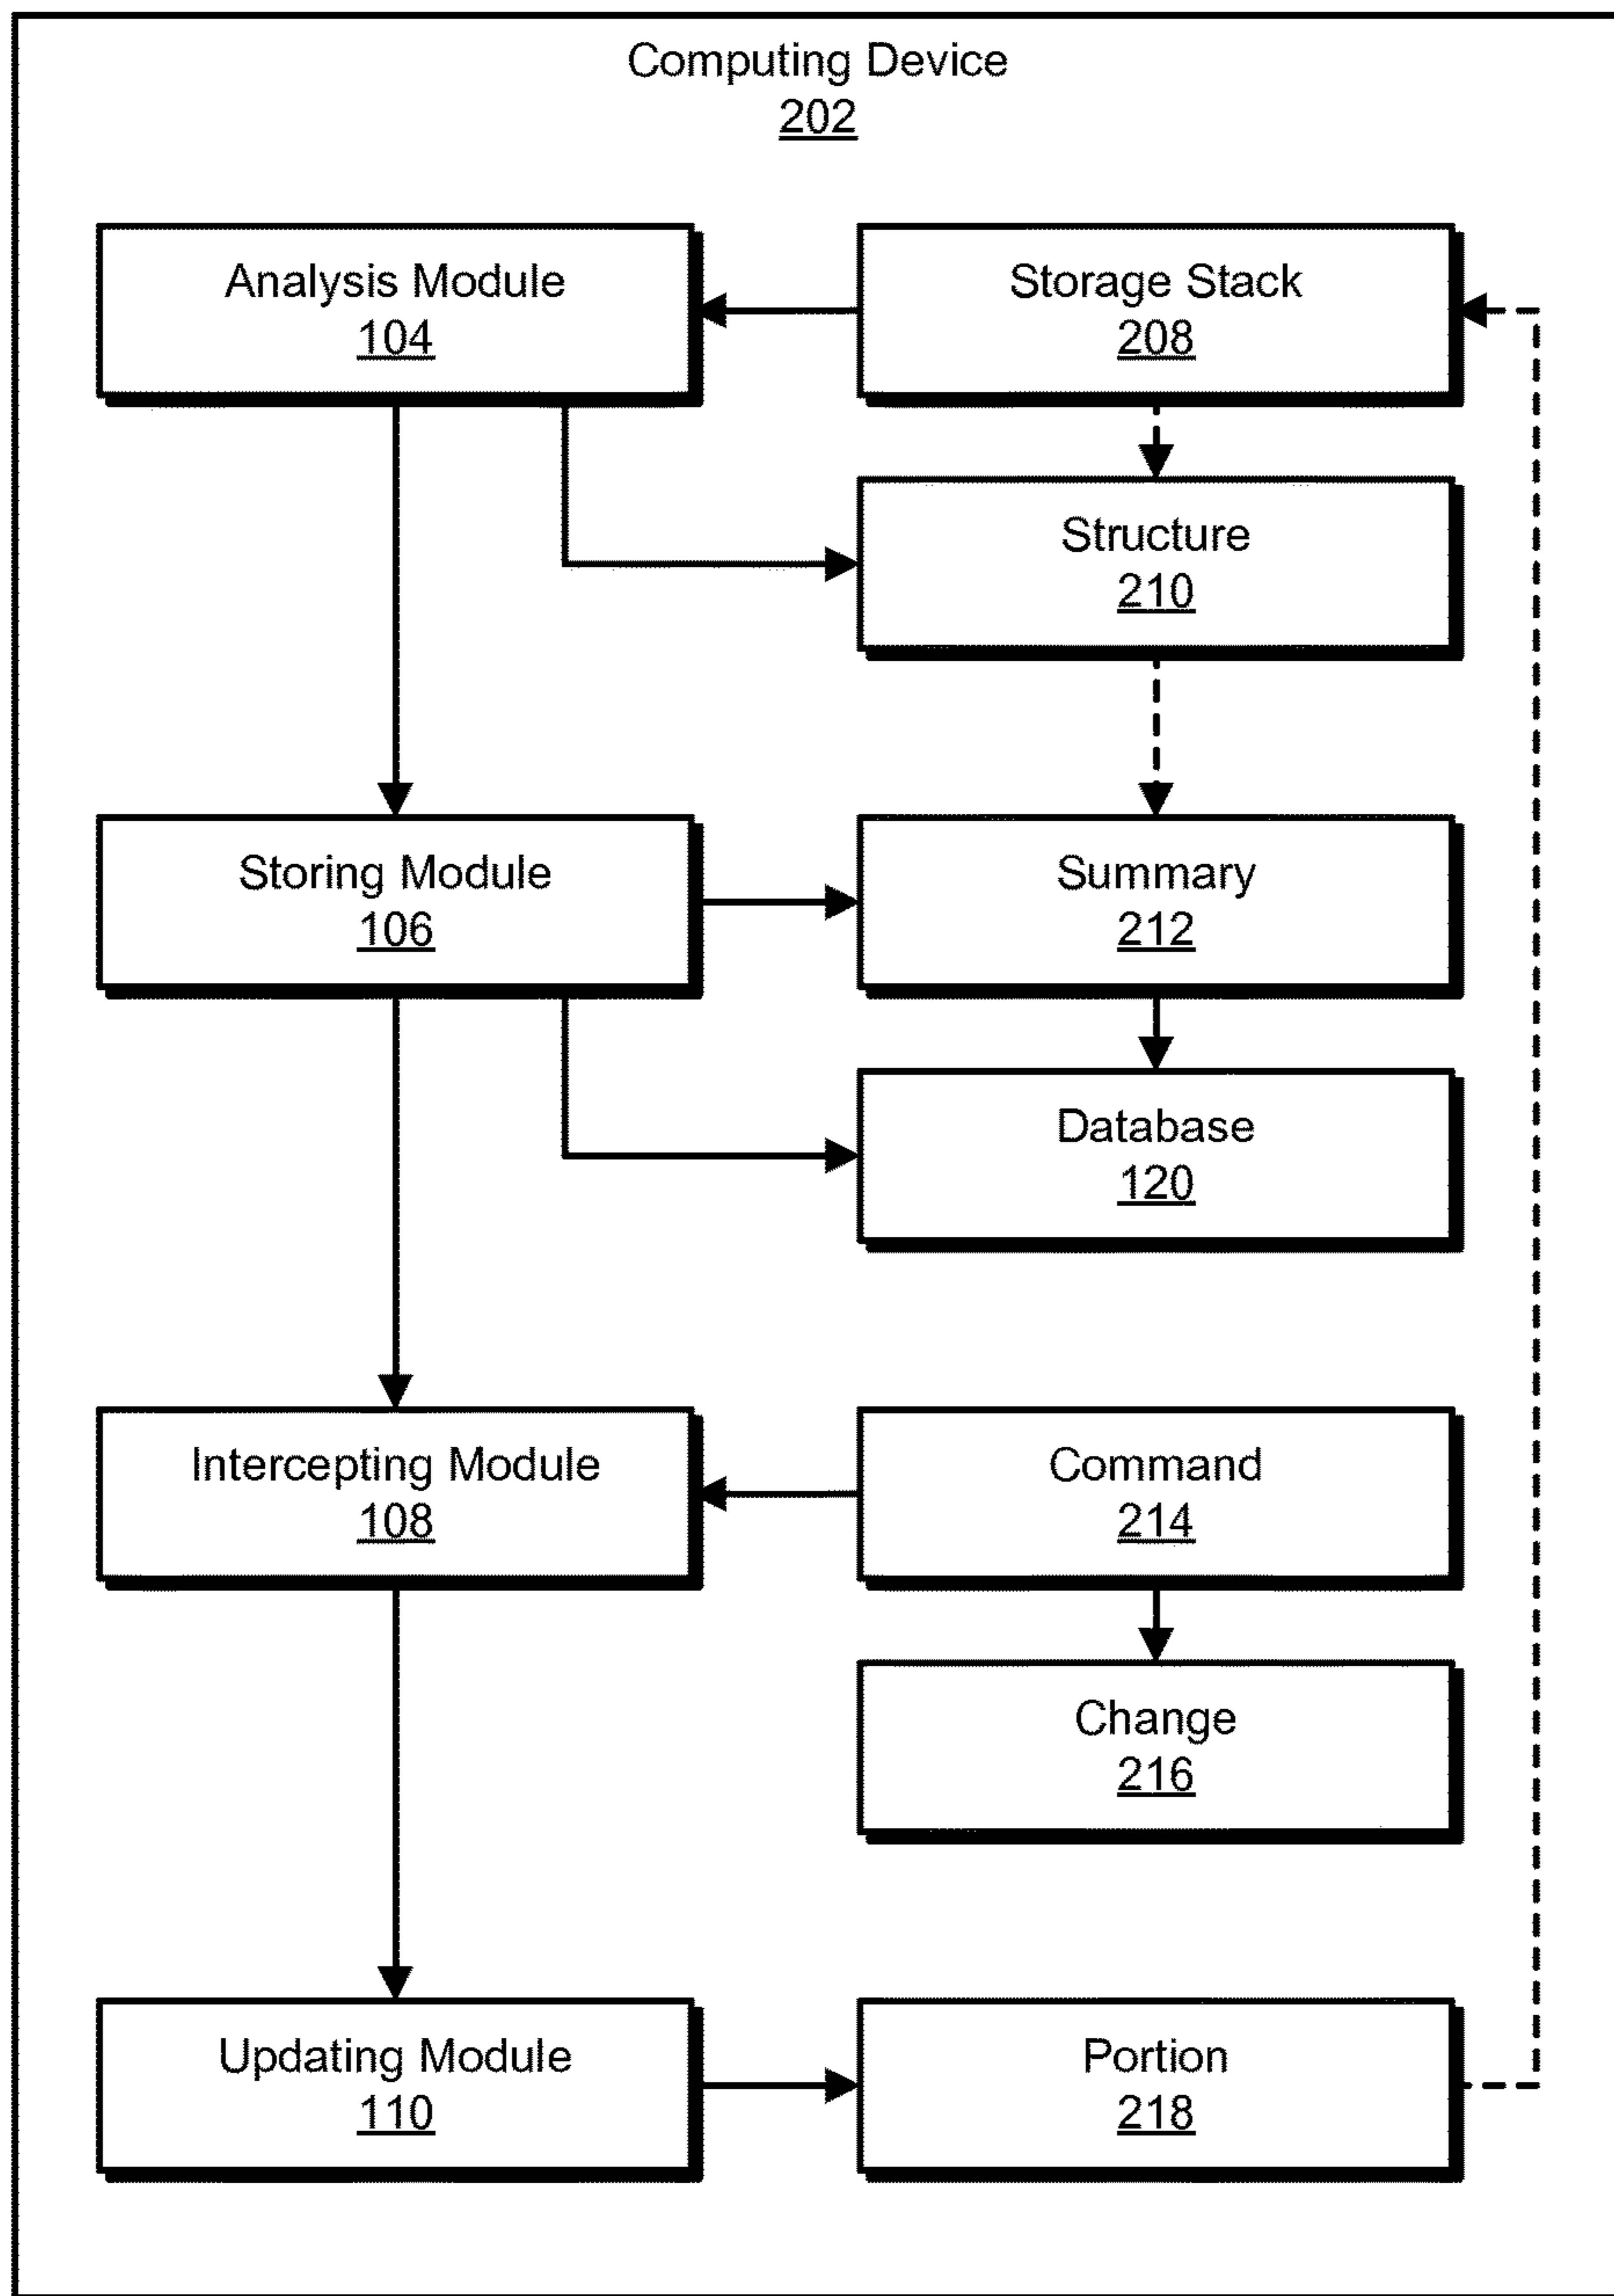 Computing Device
202
Analysis Module
104
Storage Stack
208
Structure
210
Storing Module
106
Summary
212
Database
120
Intercepting Module
108
Command
214
Change
216
Updating Module
110
Portion
218